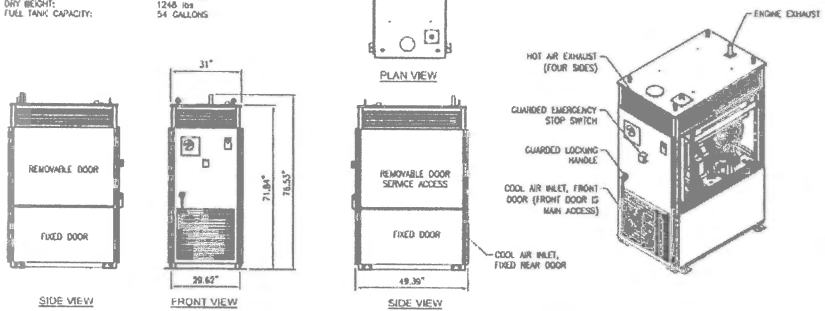 DRY WEIGHT: 1248 lbs
FUEL TANK CAPACITY: 54 GALLONS
PLAN VIEW
ENGINE EXHAUST
HOT AIR EXHAUST
(FOUR SIDES)
GUARDED EMERGENCY
STOP SWITCH
GUARDED LOCKING
HANDLE
COOL AIR INLET, FRONT
DOOR (FRONT DOOR IS
MAIN ACCESS)
31"
REMOVABLE DOOR
FIXED DOOR
SIDE VIEW
71.84"
76.53"
29.62"
FRONT VIEW
REMOVABLE DOOR
SERVICE ACCESS
FIXED DOOR
COOL AIR INLET,
FIXED REAR DOOR
49.39"
SIDE VIEW